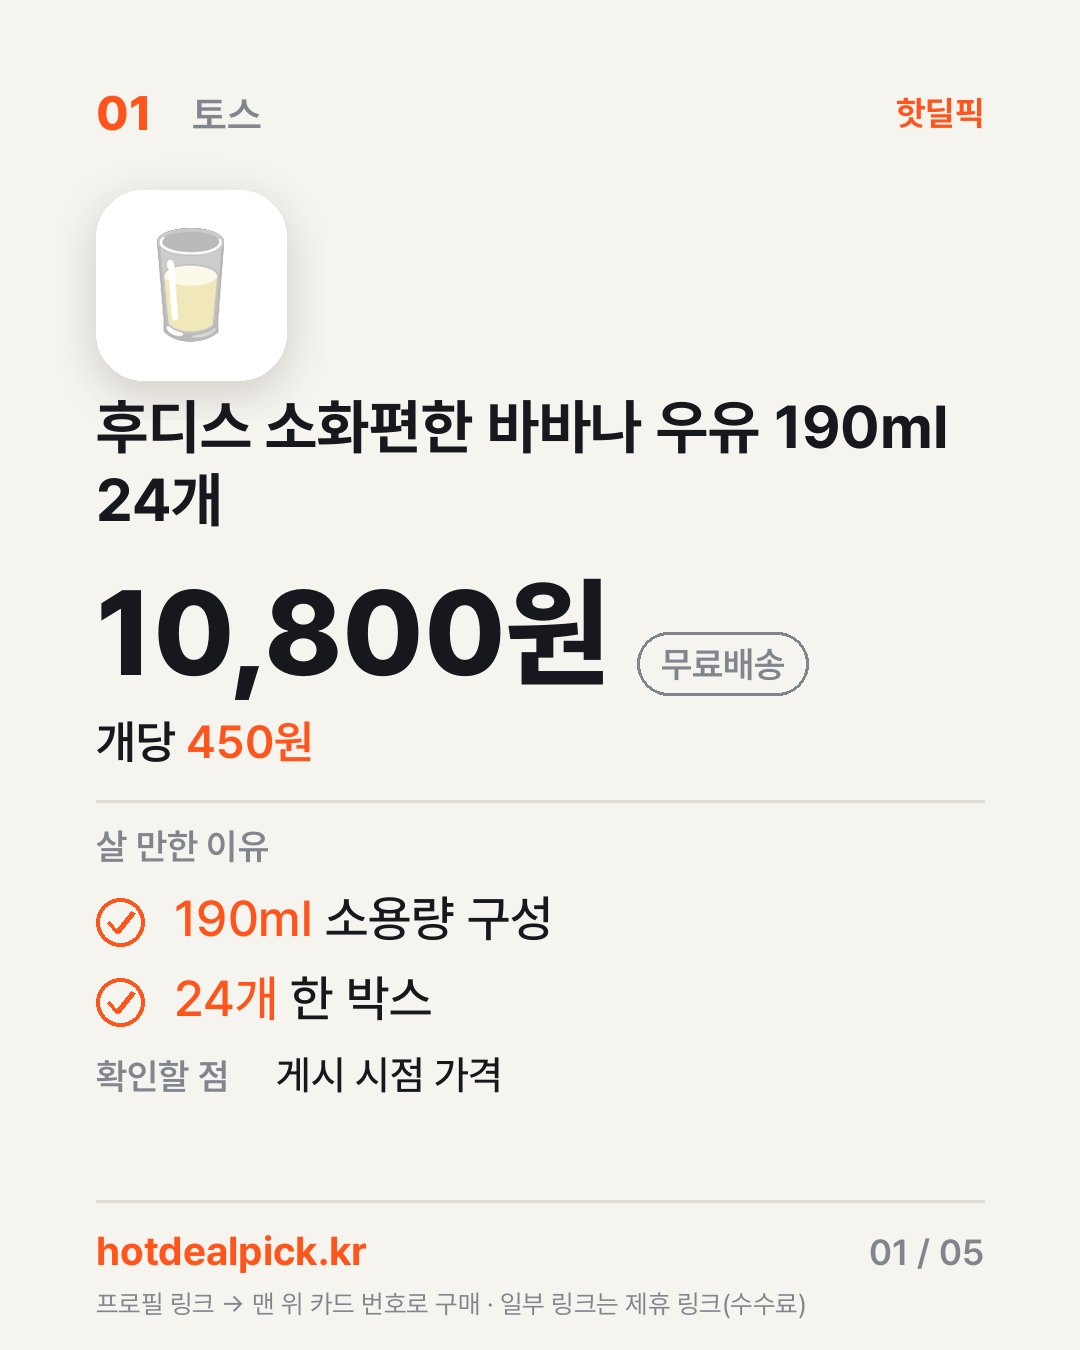 01 토스 핫딜픽
후디스 소화편한 바바나 우유 190ml
24개
10,800원 무료배송
개당 450원
살 만한 이유
190ml 소용량 구성
24개 한 박스
확인할 점 게시 시점 가격
hotdealpick.kr 01 / 05
프로필 링크 → 맨 위 카드 번호로 구매 · 일부 링크는 제휴 링크(수수료)